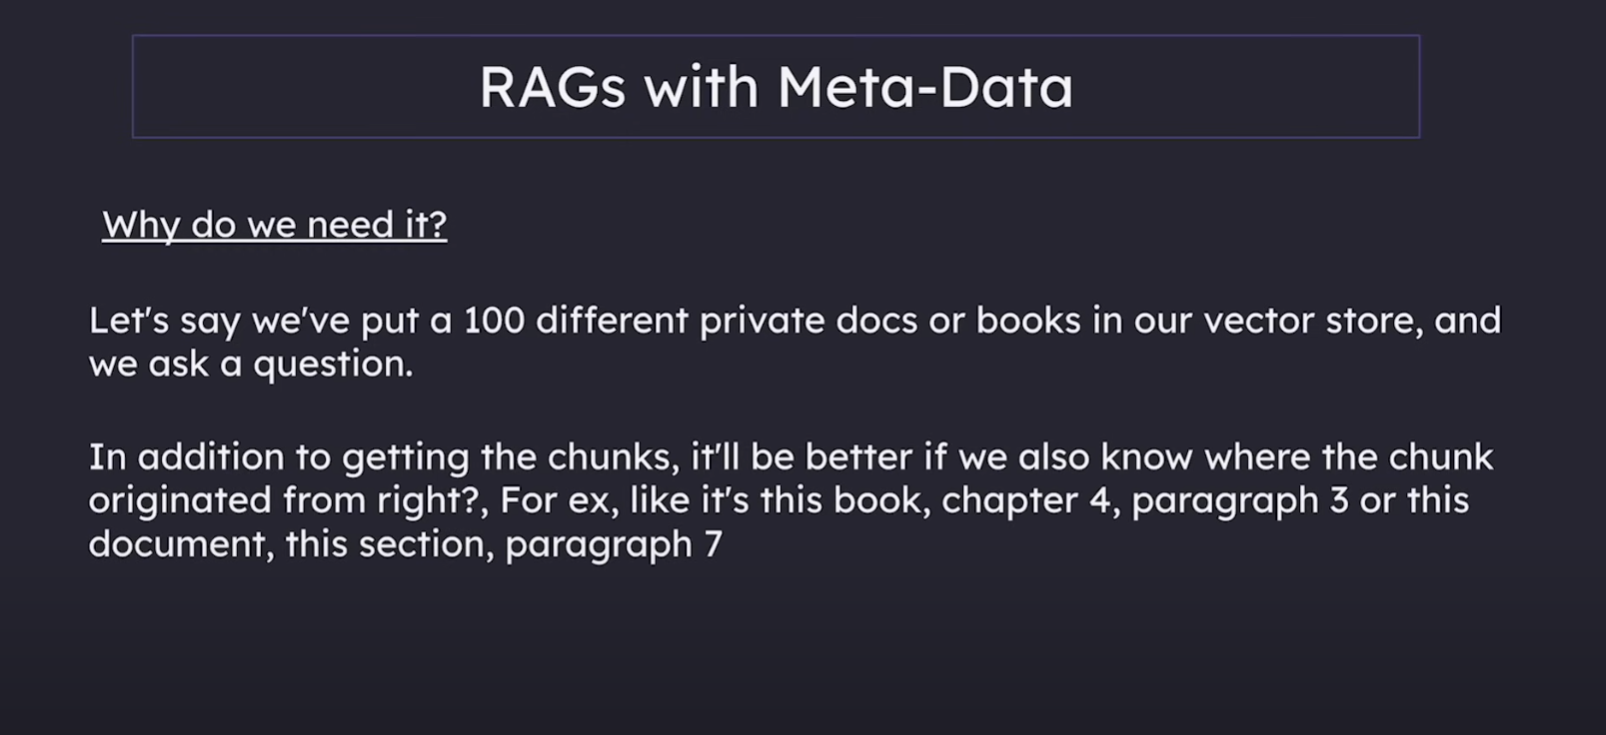 RAGs with Meta-Data
Why do we need it?
Let's say we've put a 100 different private docs or books in our vector store, and
we ask a question.
In addition to getting the chunks, it'll be better if we also know where the chunk
originated from right?, For ex, like it's this book, chapter 4, paragraph 3 or this
document, this section, paragraph 7